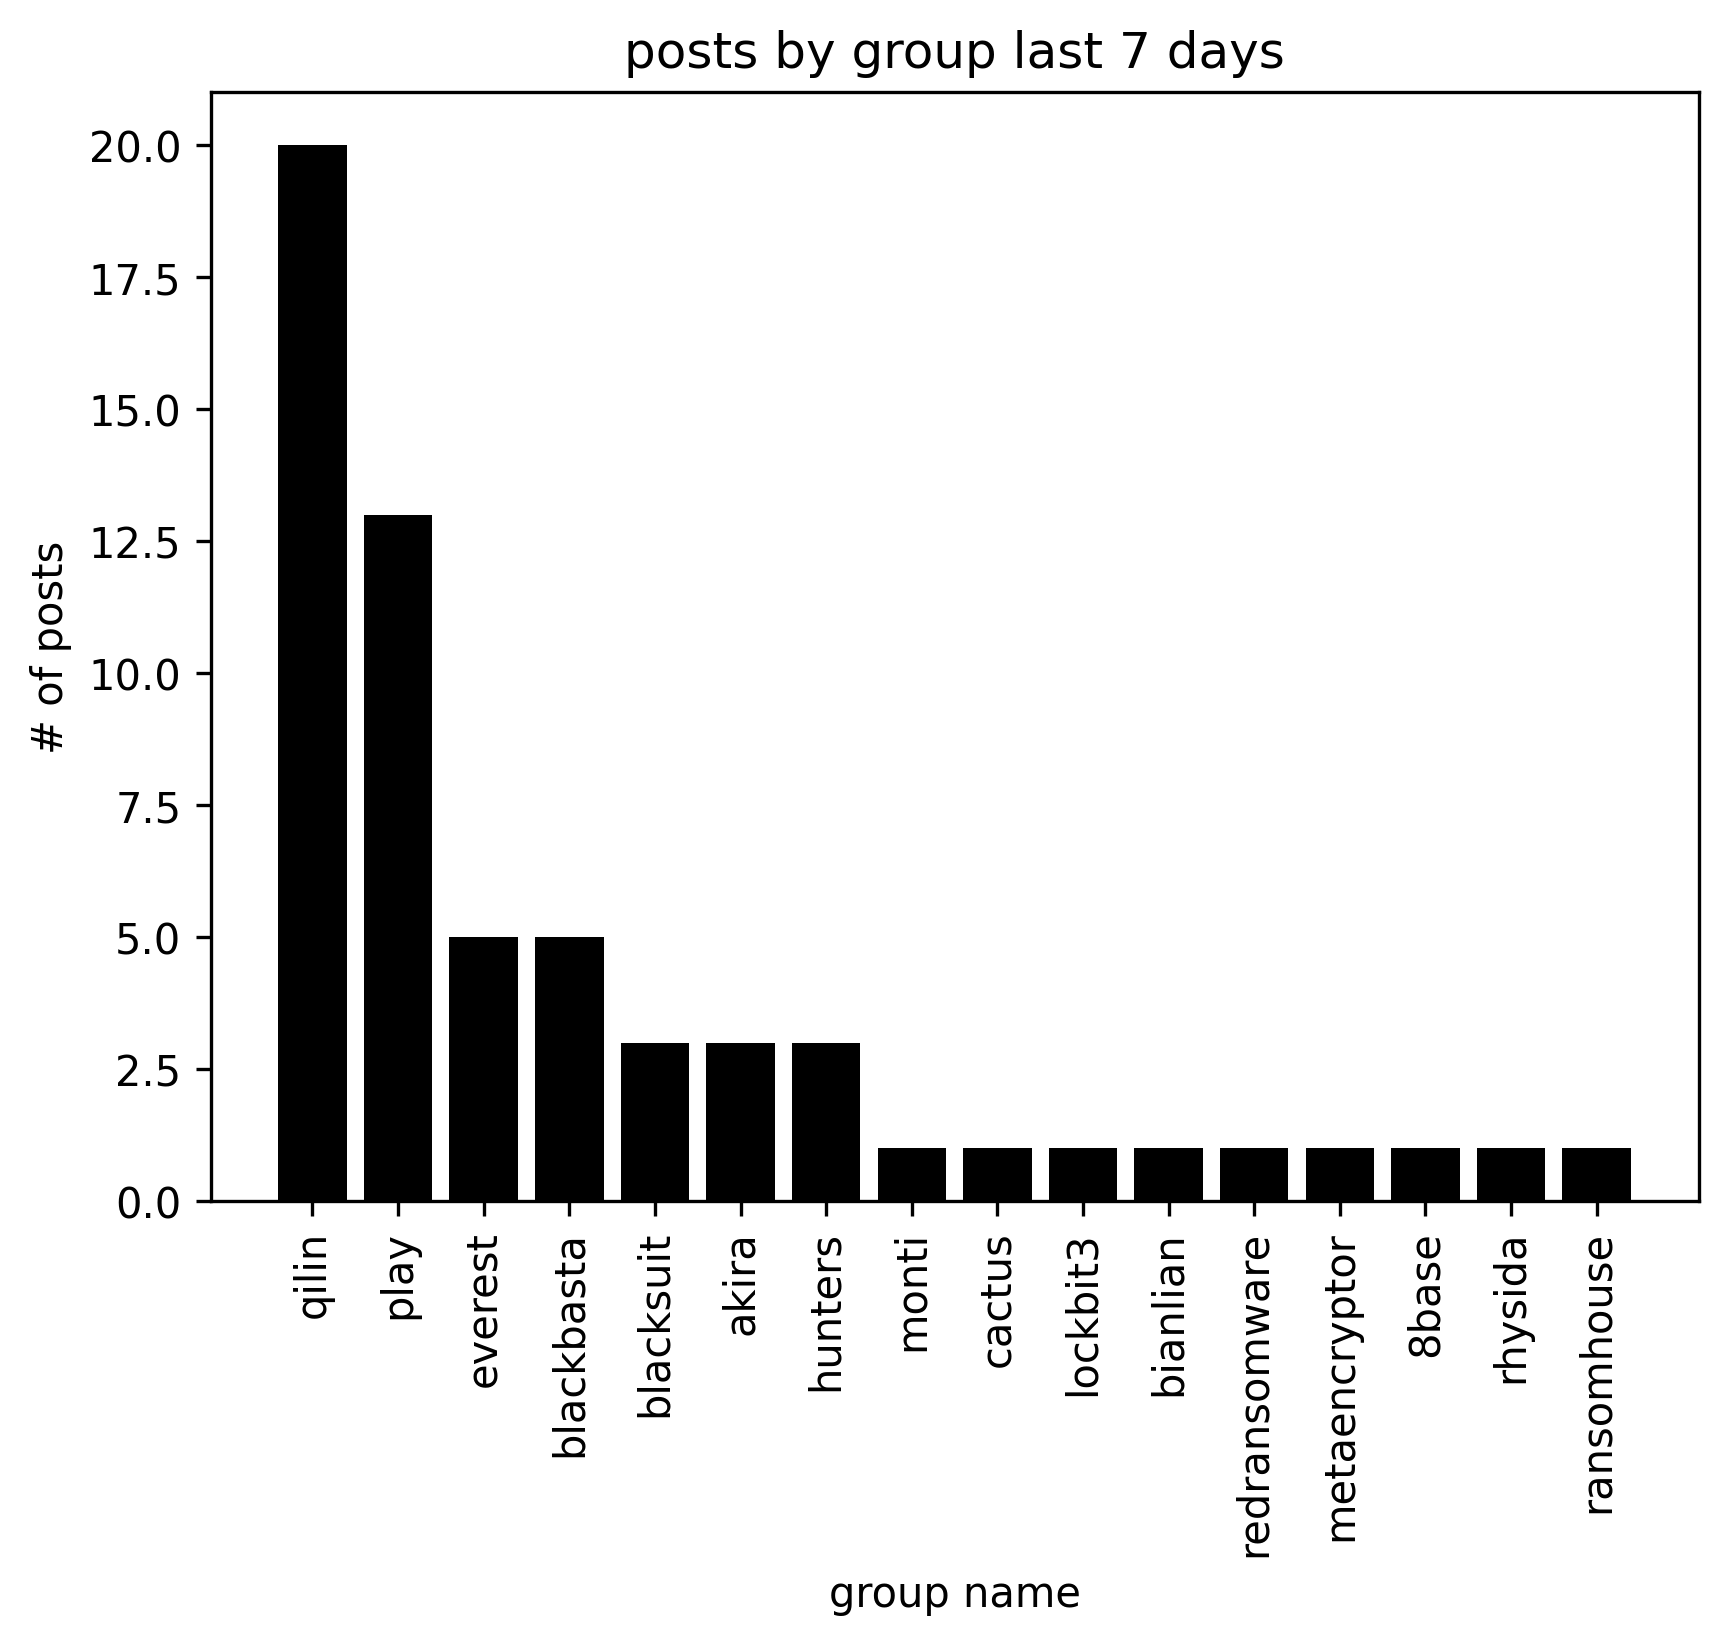 posts by group last 7 days
# of posts
20.0
17.5
15.0
12.5
10.0
7.5
5.0
2.5
0.0
qilin
play
everest
blackbasta
blacksuit
akira
hunters
monti
cactus
lockbit3
bianlian
redransomware
metaencryptor
8base
rhysida
ransomhouse
group name